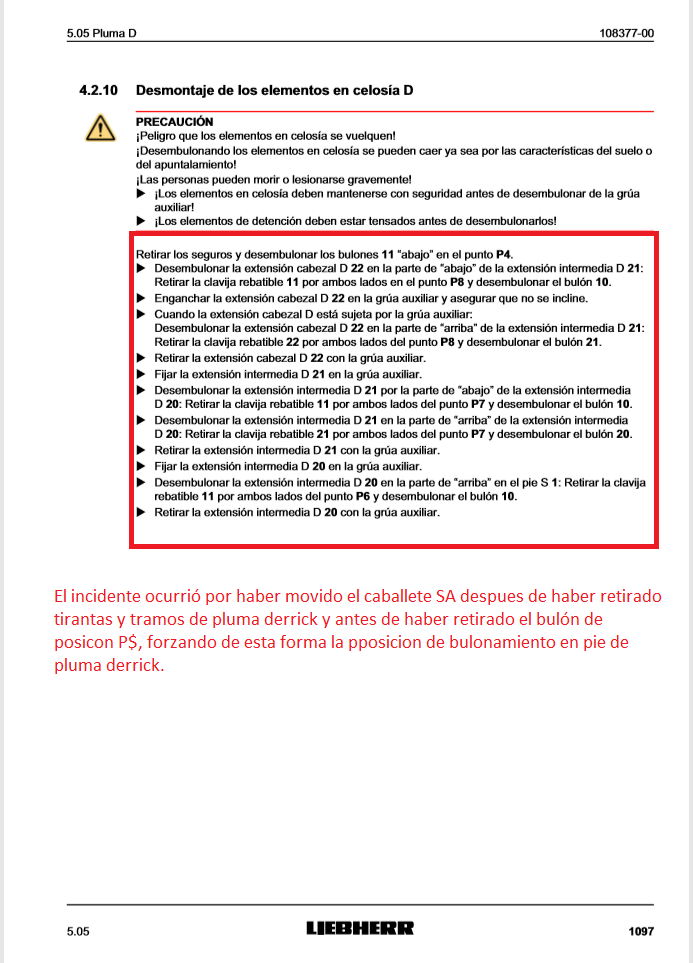 5.05 Pluma D 108377-00
4.2.10 Desmontaje de los elementos en celosía D
PRECAUCIÓN
¡Peligro que los elementos en celosía se vuelquen!
¡Desembulonando los elementos en celosía se pueden caer ya sea por las características del suelo o
del apuntalamiento!
¡Las personas pueden morir o lesionarse gravemente!
▶ ¡Los elementos en celosía deben mantenerse con seguridad antes de desembulonar de la grúa
auxiliar!
▶ ¡Los elementos de detención deben estar tensados antes de desembulonarlos!
Retirar los seguros y desembulonar los bulones 11 "abajo" en el punto P4.
▶ Desembulonar la extensión cabezal D 22 en la parte de "abajo" de la extensión intermedia D 21:
Retirar la clavija rebatible 11 por ambos lados en el punto P8 y desembulonar el bulón 10.
▶ Enganchar la extensión cabezal D 22 en la grúa auxiliar y asegurar que no se incline.
▶ Cuando la extensión cabezal D está sujeta por la grúa auxiliar:
Desembulonar la extensión cabezal D 22 en la parte de "arriba" de la extensión intermedia D 21:
Retirar la clavija rebatible 22 por ambos lados del punto P8 y desembulonar el bulón 21.
▶ Retirar la extensión cabezal D 22 con la grúa auxiliar.
▶ Fijar la extensión intermedia D 21 en la grúa auxiliar.
▶ Desembulonar la extensión intermedia D 21 por la parte de "abajo" de la extensión intermedia
D 20: Retirar la clavija rebatible 11 por ambos lados del punto P7 y desembulonar el bulón 10.
▶ Desembulonar la extensión intermedia D 21 en la parte de "arriba" de la extensión intermedia
D 20: Retirar la clavija rebatible 21 por ambos lados del punto P7 y desembulonar el bulón 20.
▶ Retirar la extensión intermedia D 21 con la grúa auxiliar.
▶ Fijar la extensión intermedia D 20 en la grúa auxiliar.
▶ Desembulonar la extensión intermedia D 20 en la parte de "arriba" en el pie S 1: Retirar la clavija
rebatible 11 por ambos lados del punto P6 y desembulonar el bulón 10.
▶ Retirar la extensión intermedia D 20 con la grúa auxiliar.
El incidente ocurrió por haber movido el caballete SA despues de haber retirado
tirantas y tramos de pluma derrick y antes de haber retirado el bulón de
posicon P$, forzando de esta forma la pposicion de bulonamiento en pie de
pluma derrick.
5.05 LIEBHERR 1097